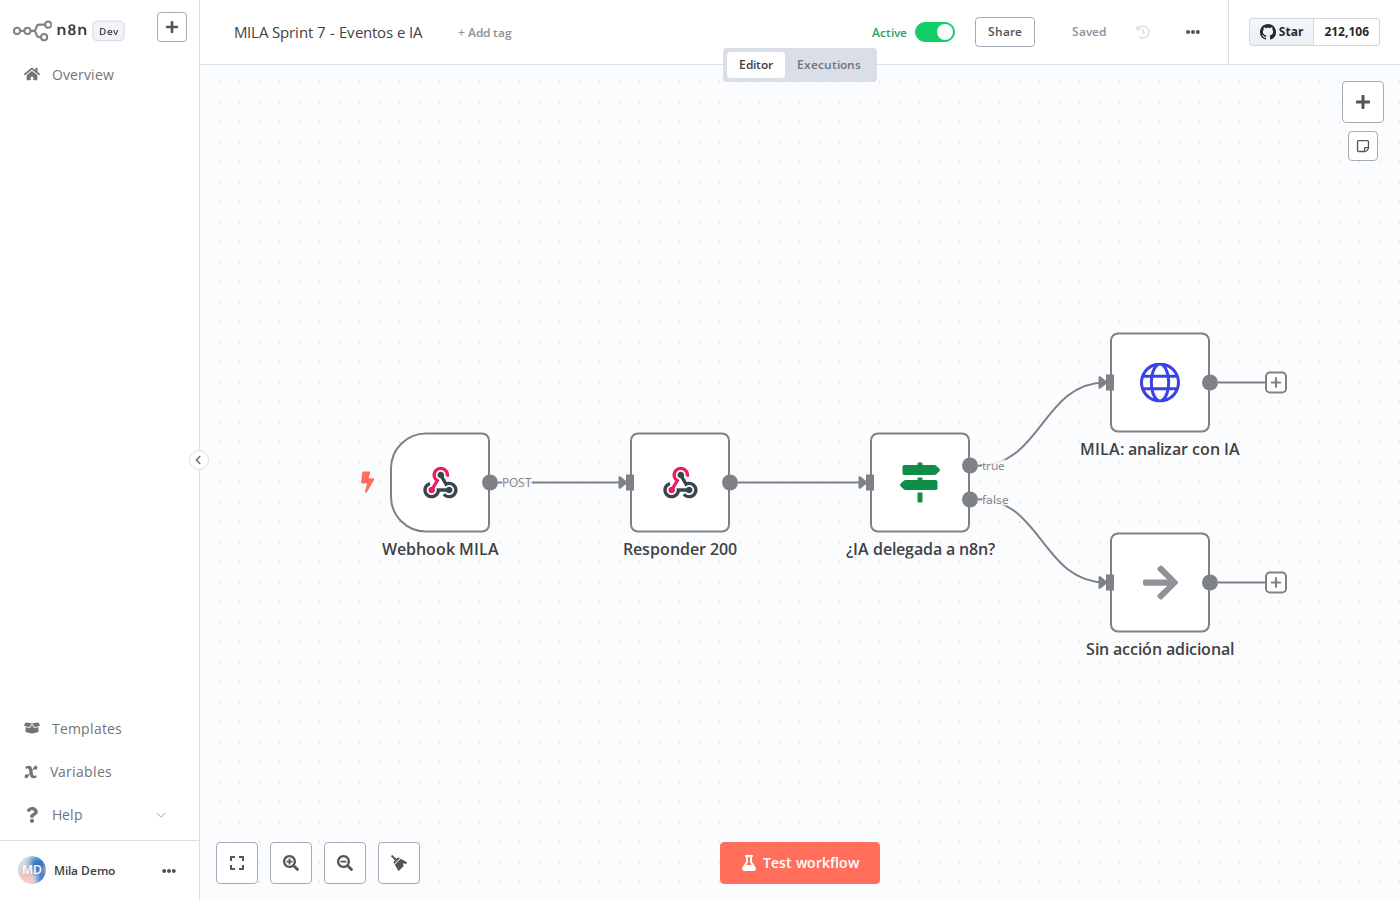 n8n Dev
Overview
MILA Sprint 7 - Eventos e IA
+ Add tag
Active
Share
Saved
Star 212,106
Editor Executions
POST
Webhook MILA
Responder 200
¿IA delegada a n8n?
true
false
MILA: analizar con IA
Sin acción adicional
Templates
Variables
Help
MD Mila Demo
Test workflow